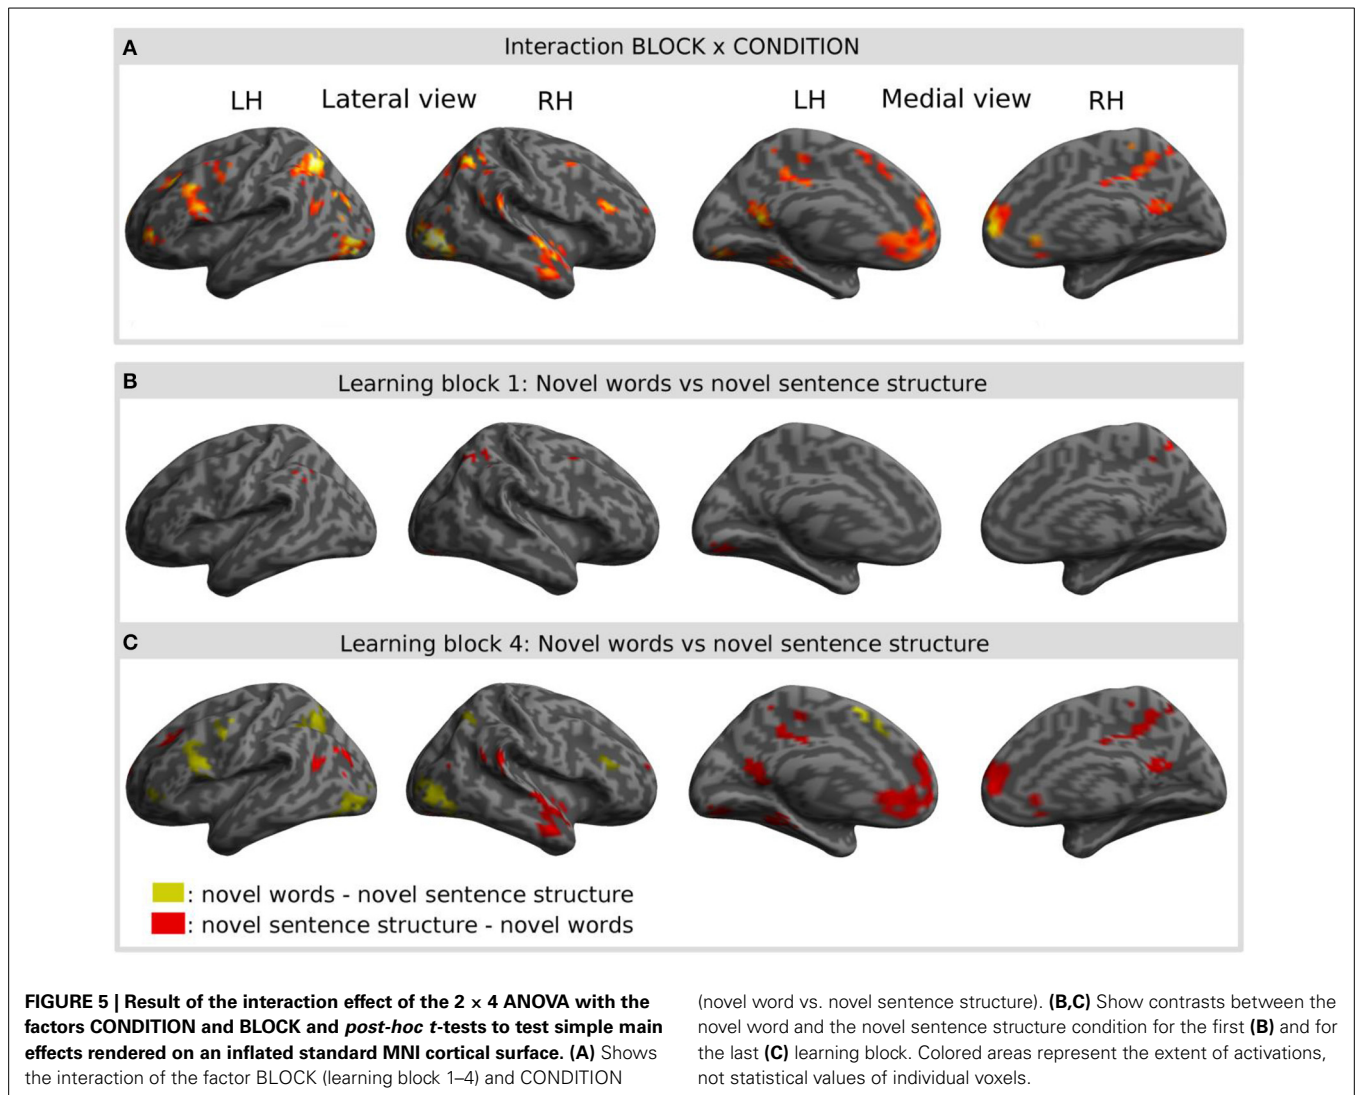 A
Interaction BLOCK x CONDITION
LH Lateral view RH LH Medial view RH
B
Learning block 1: Novel words vs novel sentence structure
C
Learning block 4: Novel words vs novel sentence structure
: novel words - novel sentence structure
: novel sentence structure - novel words
FIGURE 5 | Result of the interaction effect of the 2 × 4 ANOVA with the
factors CONDITION and BLOCK and post-hoc t-tests to test simple main
effects rendered on an inflated standard MNI cortical surface. (A) Shows
the interaction of the factor BLOCK (learning block 1–4) and CONDITION
(novel word vs. novel sentence structure). (B,C) Show contrasts between the
novel word and the novel sentence structure condition for the first (B) and for
the last (C) learning block. Colored areas represent the extent of activations,
not statistical values of individual voxels.